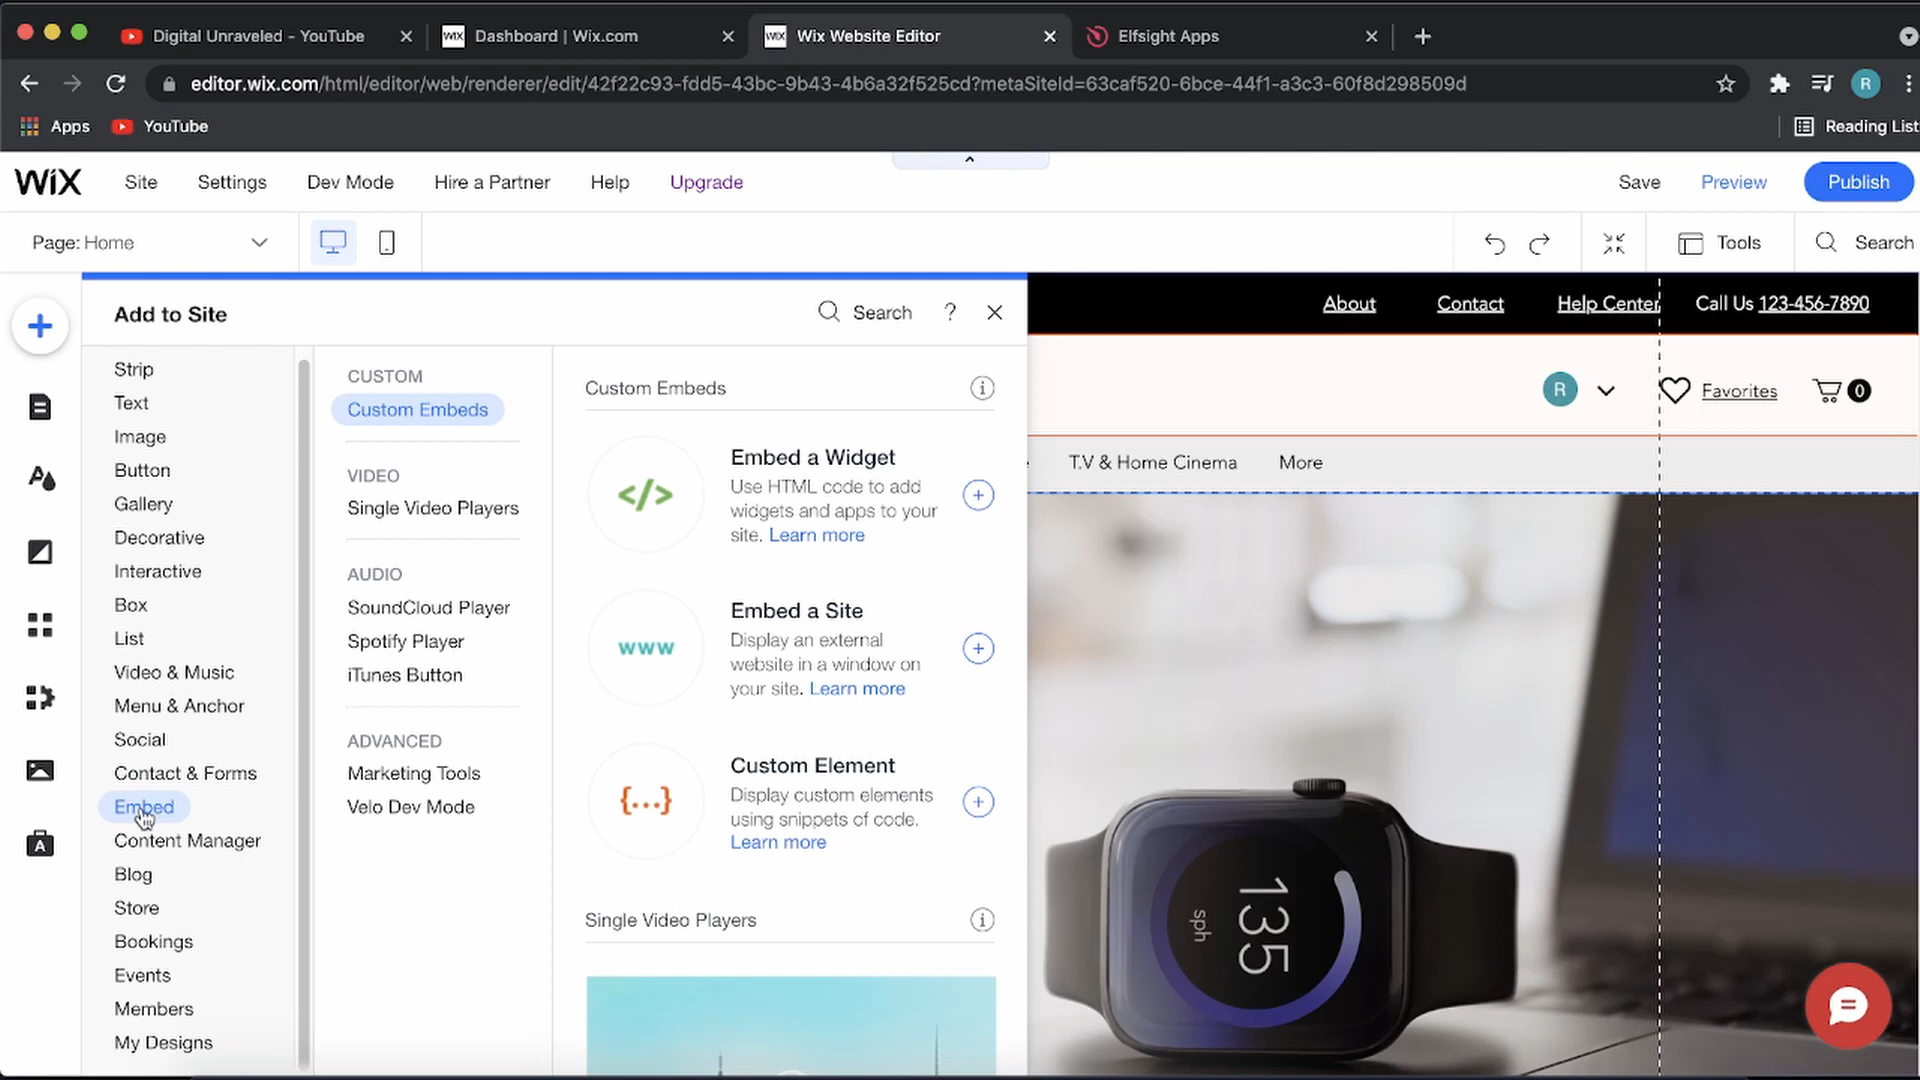 Digital Unraveled - YouTube
WiX
Dashboard | Wix.com
WiX
Wix Website Editor
Elfsight Apps
editor.wix.com/html/editor/web/renderer/edit/42f22c93-fdd5-43bc-9b43-4b6a32f525cd?metaSiteId=63caf520-6bce-44f1-a3c3-60f8d298509d
R
Apps
YouTube
Reading List
WiX
Site
Settings
Dev Mode
Hire a Partner
Help
Upgrade
Save
Preview
Publish
Page: Home
Tools
Search
Add to Site
Search
?
Strip
Text
Image
Button
Gallery
Decorative
Interactive
Box
List
Video & Music
Menu & Anchor
Social
Contact & Forms
Embed
Content Manager
Blog
Store
Bookings
Events
Members
My Designs
A
CUSTOM
Custom Embeds
VIDEO
Single Video Players
AUDIO
SoundCloud Player
Spotify Player
iTunes Button
ADVANCED
Marketing Tools
Velo Dev Mode
Custom Embeds
</>
Embed a Widget
Use HTML code to add
widgets and apps to your
site. Learn more
www
Embed a Site
Display an external
website in a window on
your site. Learn more
{...}
Custom Element
Display custom elements
using snippets of code.
Learn more
Single Video Players
About
Contact
Help Center
Call Us 123-456-7890
R
Favorites
0
T.V & Home Cinema
More
135
sph